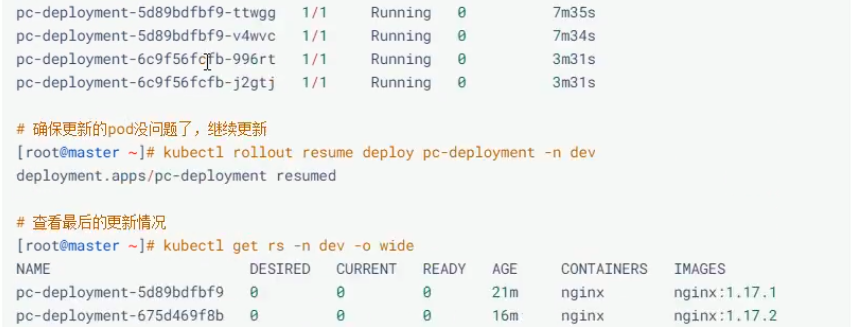 pc-deployment-5d89bdfbf9-ttwgg 1/1 Running 0 7m35s
pc-deployment-5d89bdfbf9-v4wvc 1/1 Running 0 7m34s
pc-deployment-6c9f56fcfb-996rt 1/1 Running 0 3m31s
pc-deployment-6c9f56fcfb-j2gtj 1/1 Running 0 3m31s
# 确保更新的pod没问题了，继续更新
[root@master ~]# kubectl rollout resume deploy pc-deployment -n dev
deployment.apps/pc-deployment resumed
# 查看最后的更新情况
[root@master ~]# kubectl get rs -n dev -o wide
NAME DESIRED CURRENT READY AGE CONTAINERS IMAGES
pc-deployment-5d89bdfbf9 0 0 0 21m nginx nginx:1.17.1
pc-deployment-675d469f8b 0 0 0 16m nginx nginx:1.17.2